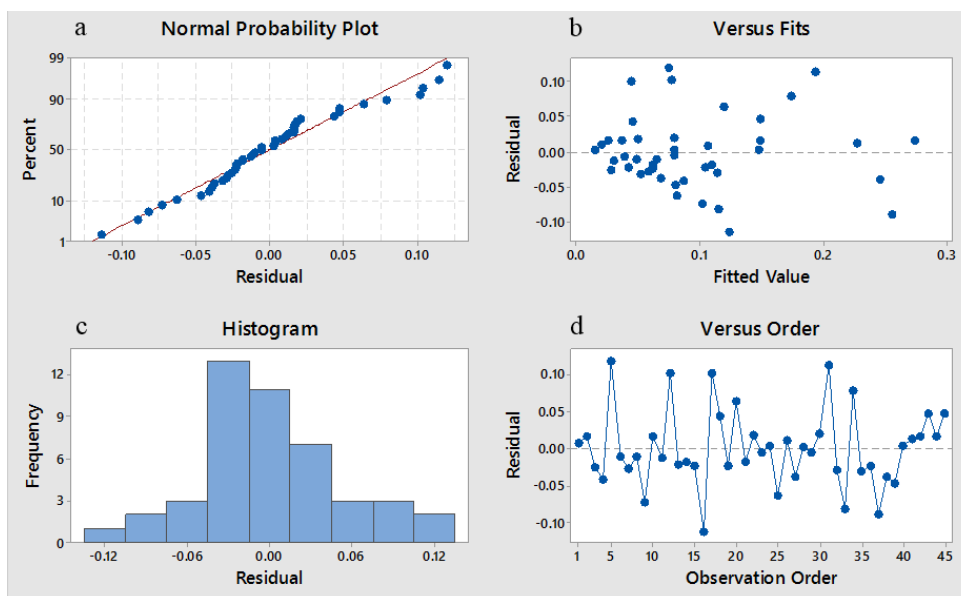 a Normal Probability Plot
99
90
50
10
1
Percent
-0.10 -0.05 0.00 0.05 0.10
Residual
b Versus Fits
0.10
0.05
0.00
-0.05
-0.10
Residual
0.0 0.1 0.2 0.3
Fitted Value
c Histogram
12
9
6
3
0
Frequency
-0.12 -0.06 0.00 0.06 0.12
Residual
d Versus Order
0.10
0.05
0.00
-0.05
-0.10
Residual
1 5 10 15 20 25 30 35 40 45
Observation Order